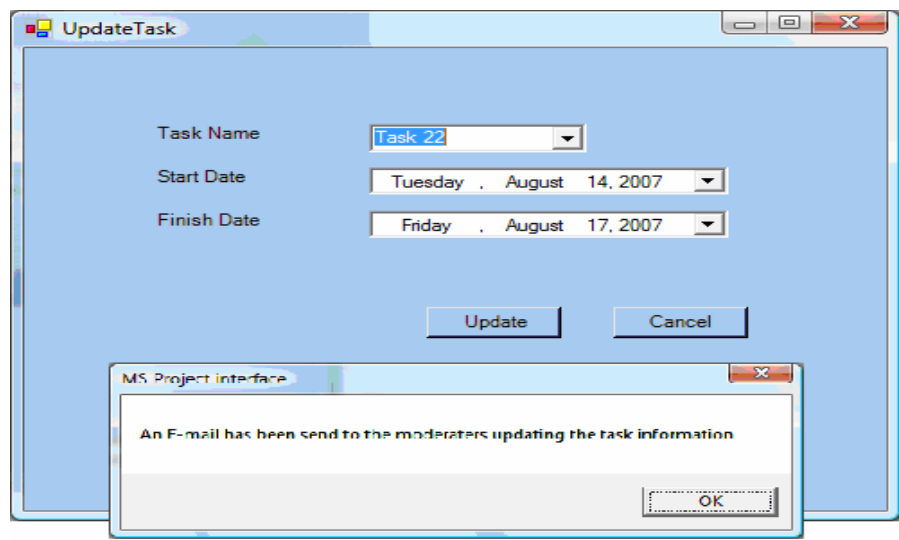 UpdateTask
Task Name Task 22
Start Date Tuesday , August 14, 2007
Finish Date Friday , August 17, 2007
Update Cancel
MS Project interface
An E-mail has been send to the moderaters updating the task information
OK